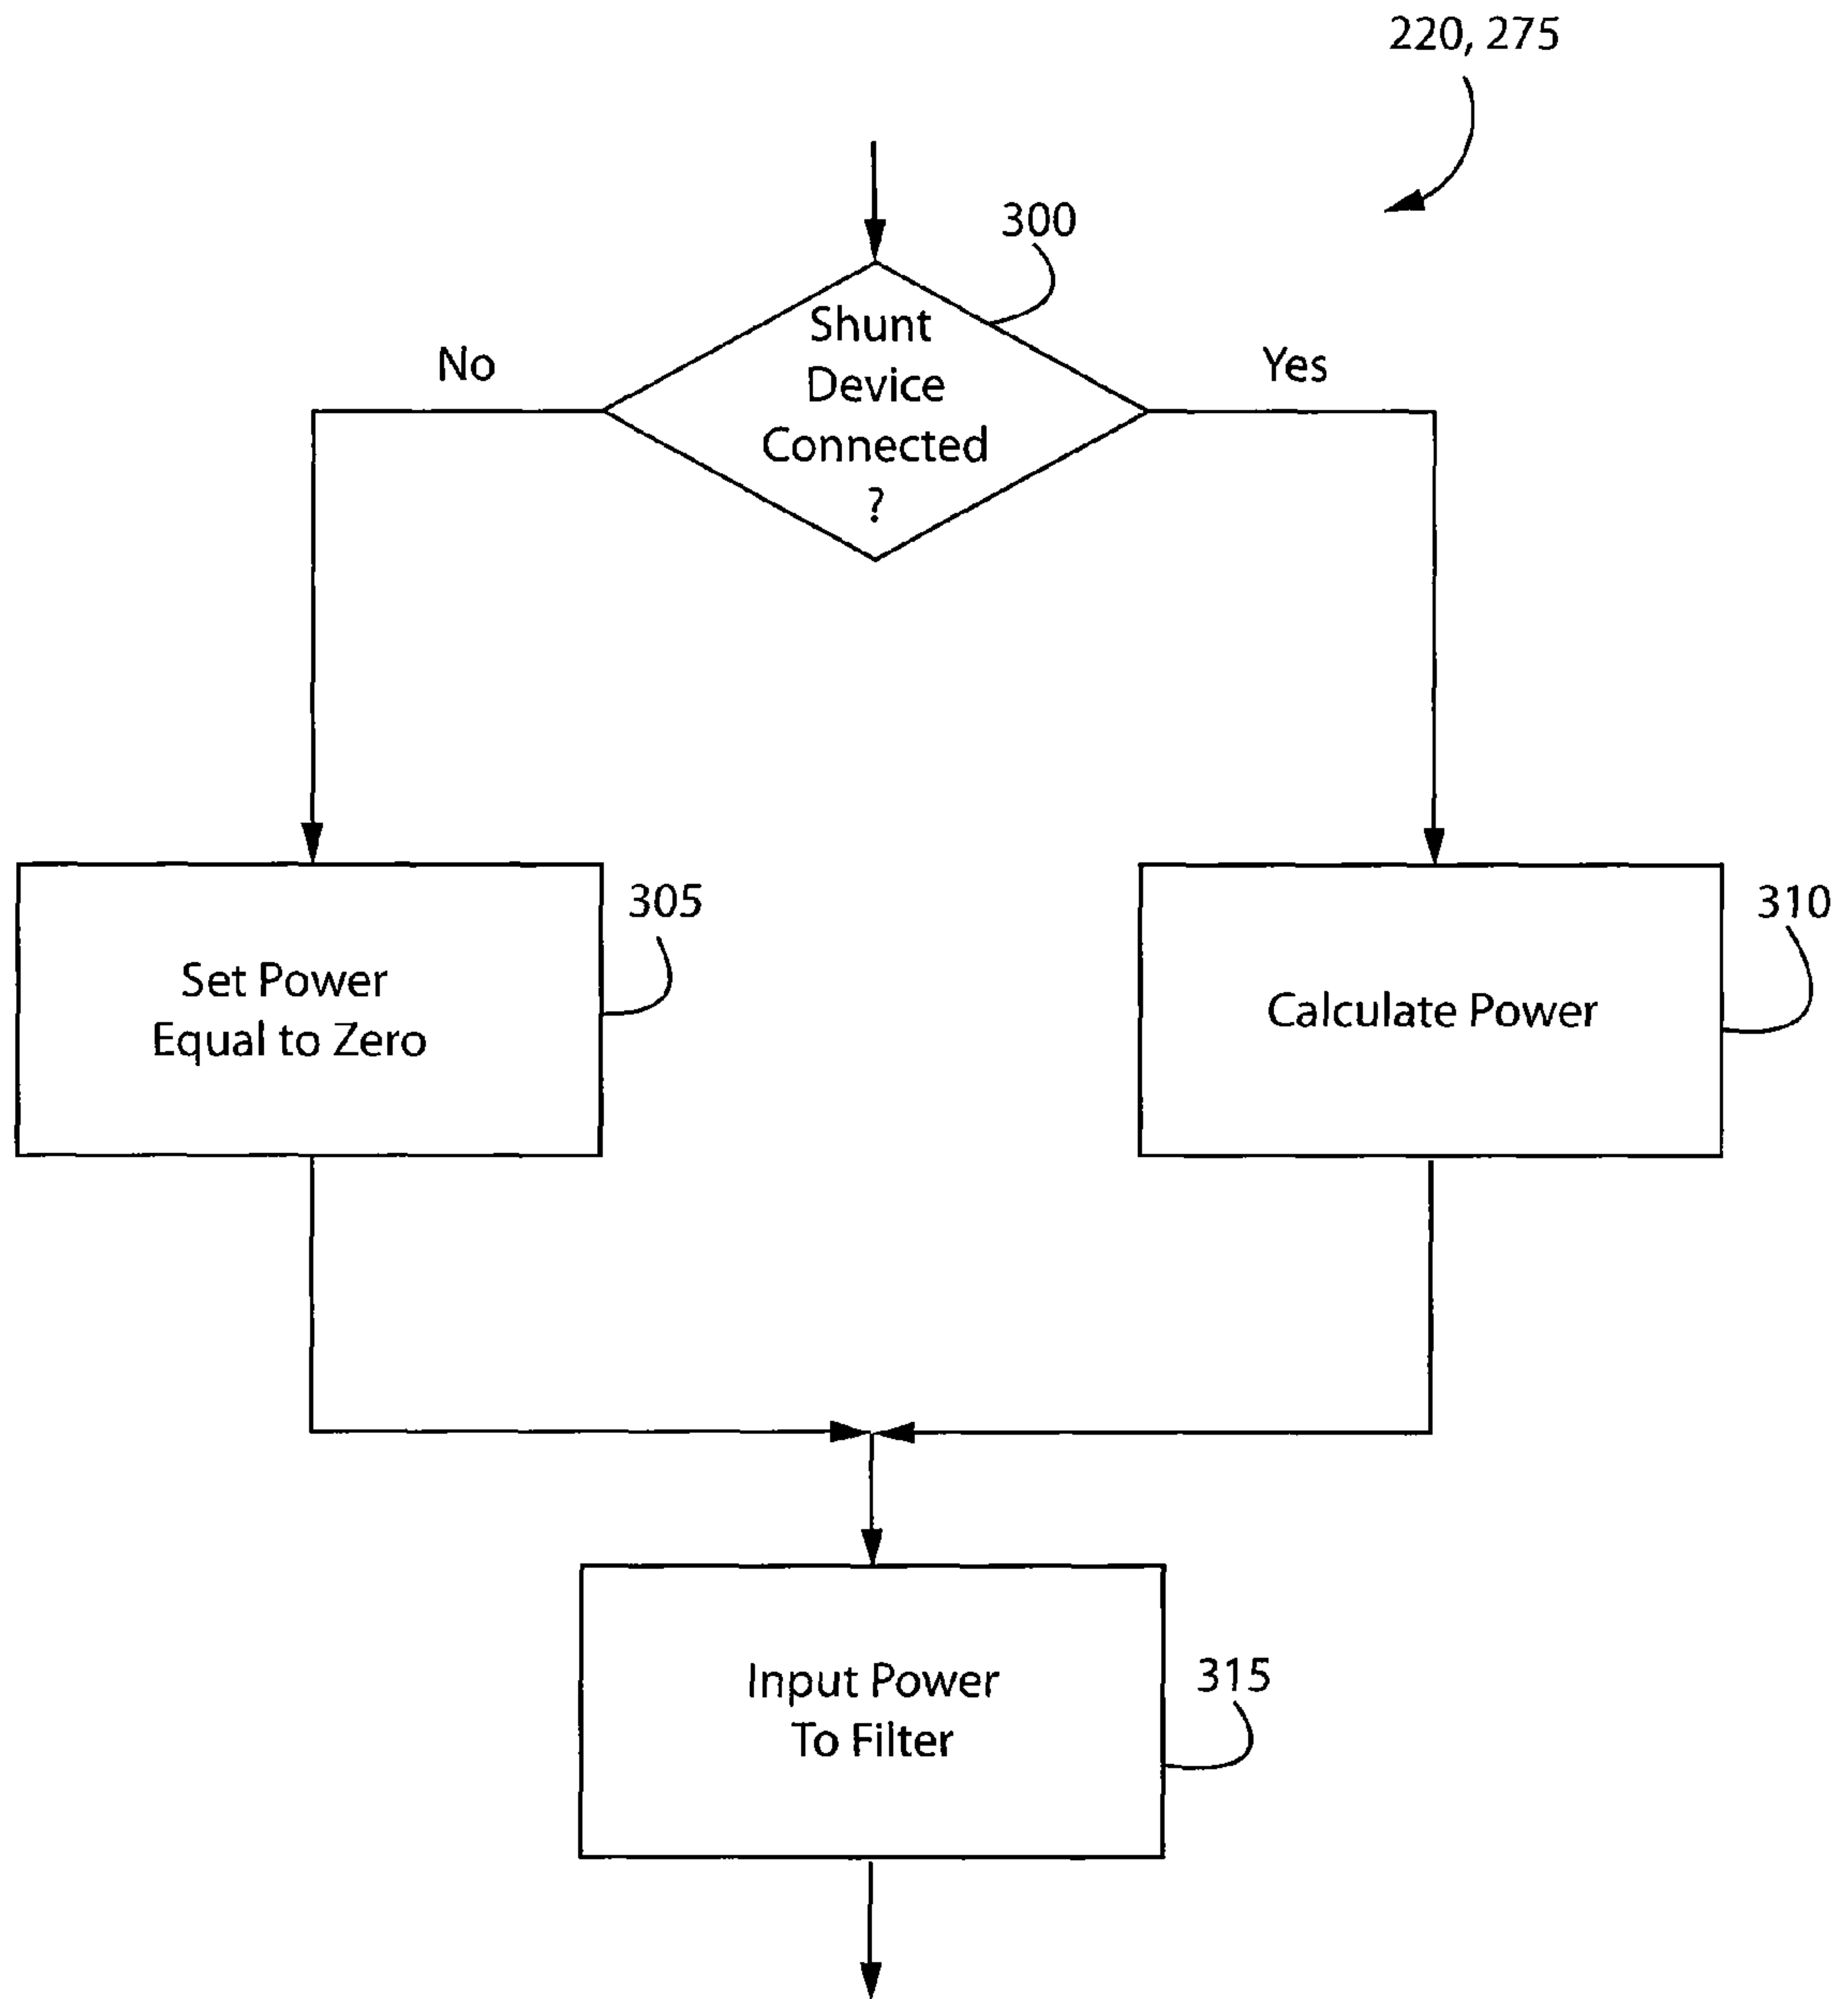 220, 275
300
Shunt
Device
Connected
?
No
Yes
305
Set Power
Equal to Zero
310
Calculate Power
Input Power
To Filter
315